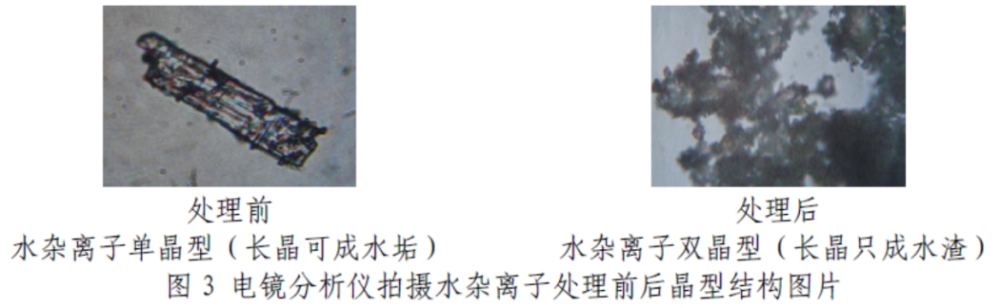 处理前
处理后
水杂离子单晶型（长晶可成水垢）
水杂离子双晶型（长晶只成水渣）
图 3 电镜分析仪拍摄水杂离子处理前后晶型结构图片